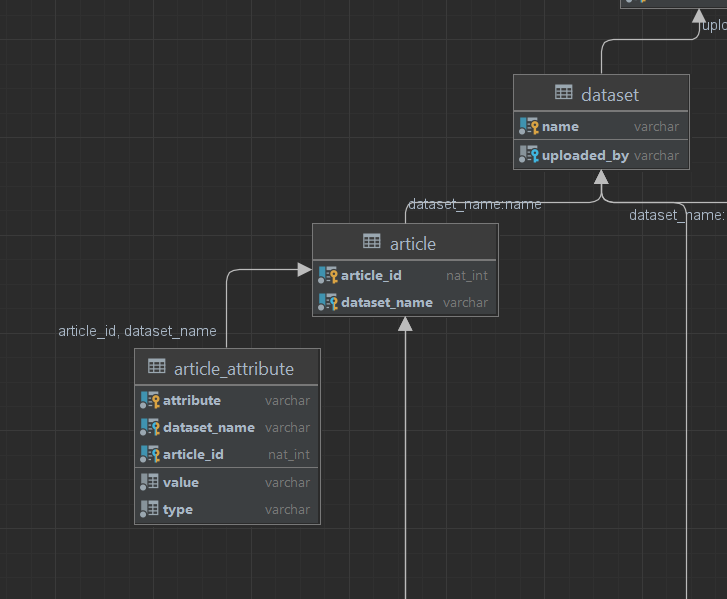 uplo
dataset
name varchar
uploaded_by varchar
dataset_name:name
dataset_name:
article
article_id nat_int
dataset_name varchar
article_id, dataset_name
article_attribute
attribute varchar
dataset_name varchar
article_id nat_int
value varchar
type varchar